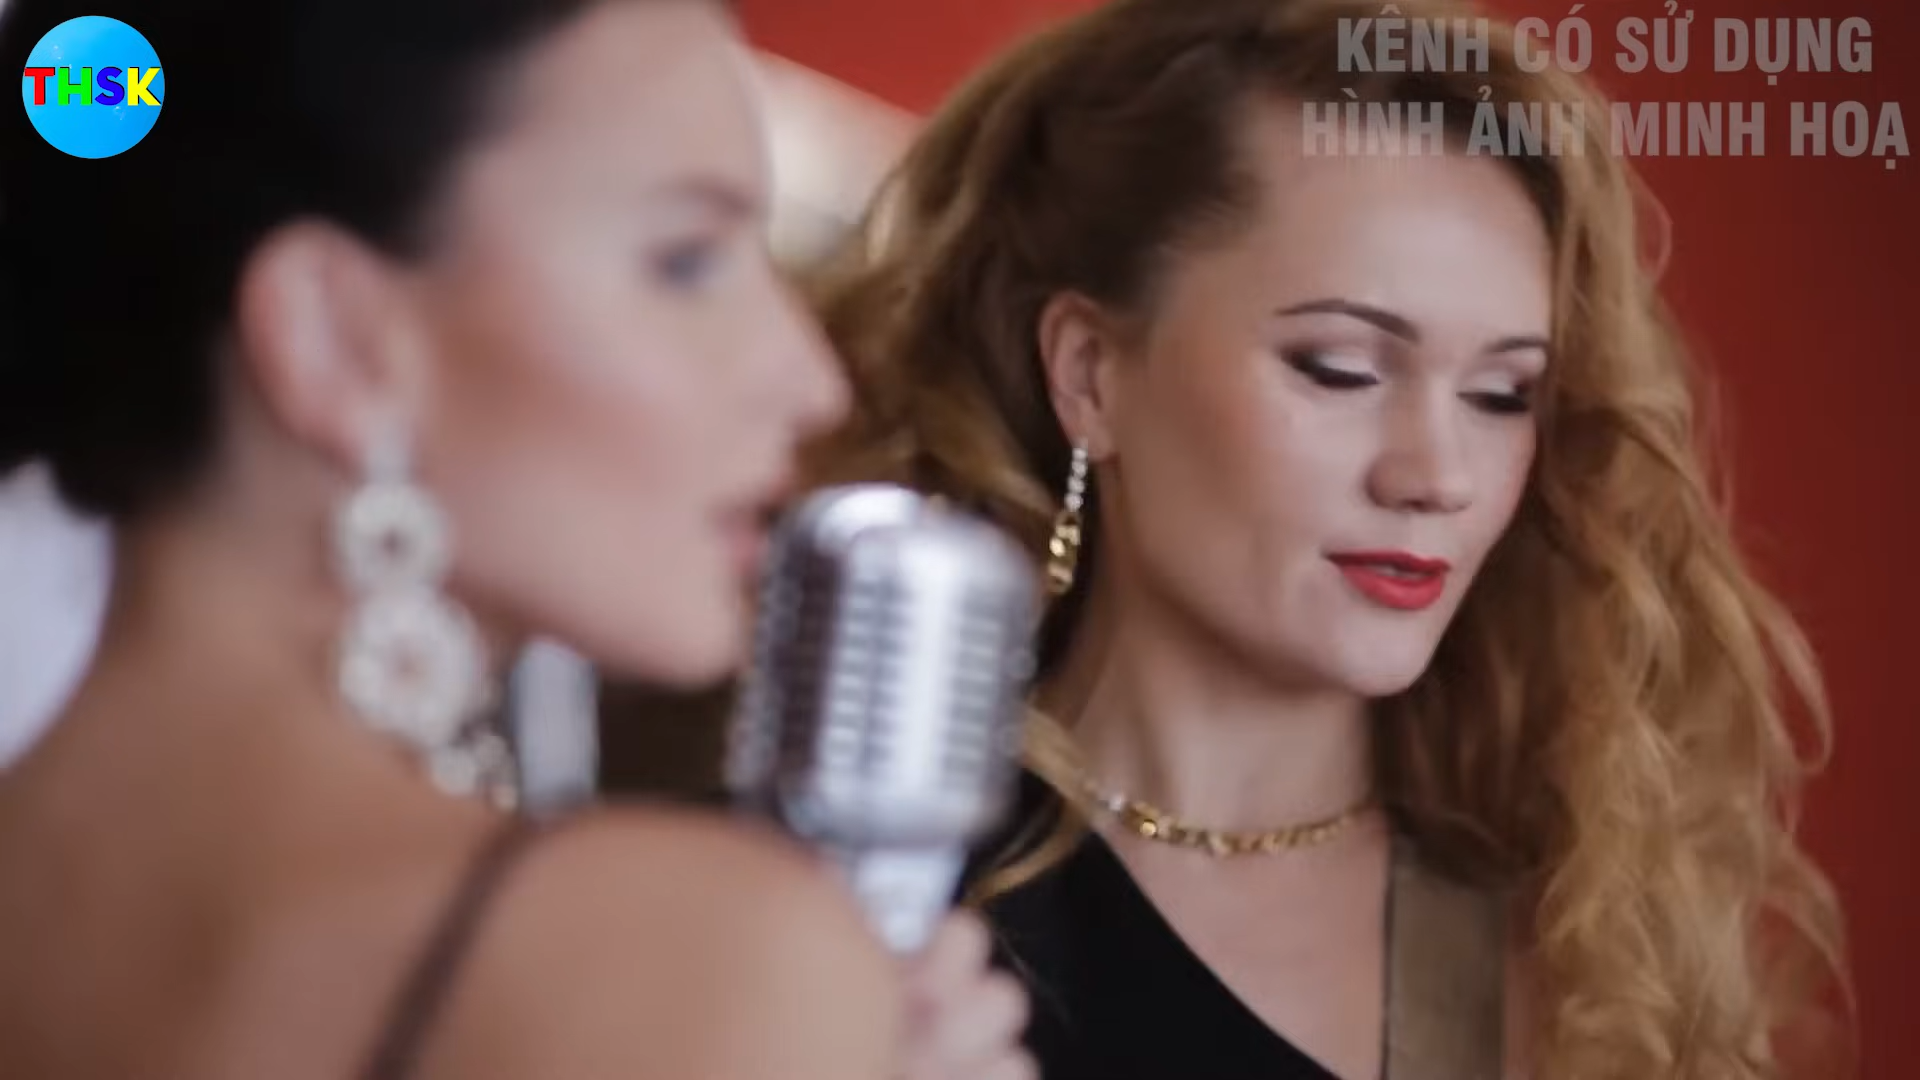 THSK
KÊNH CÓ SỬ DỤNG
HÌNH ẢNH MINH HOẠ